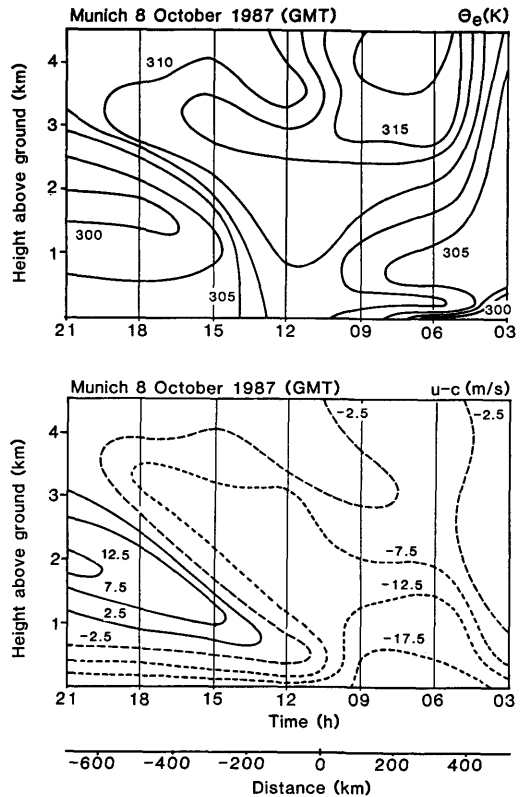 Munich 8 October 1987 (GMT) Θe(K)
4
310
3
315
2
300
305
1
305
300
Height above ground (km)
21 18 15 12 09 06 03
Munich 8 October 1987 (GMT) u-c (m/s)
-2.5 -2.5
4
3
2
12.5
-7.5
7.5
-12.5
2.5
1
-2.5
-17.5
Height above ground (km)
21 18 15 12 09 06 03
Time (h)
-600 -400 -200 0 200 400
Distance (km)